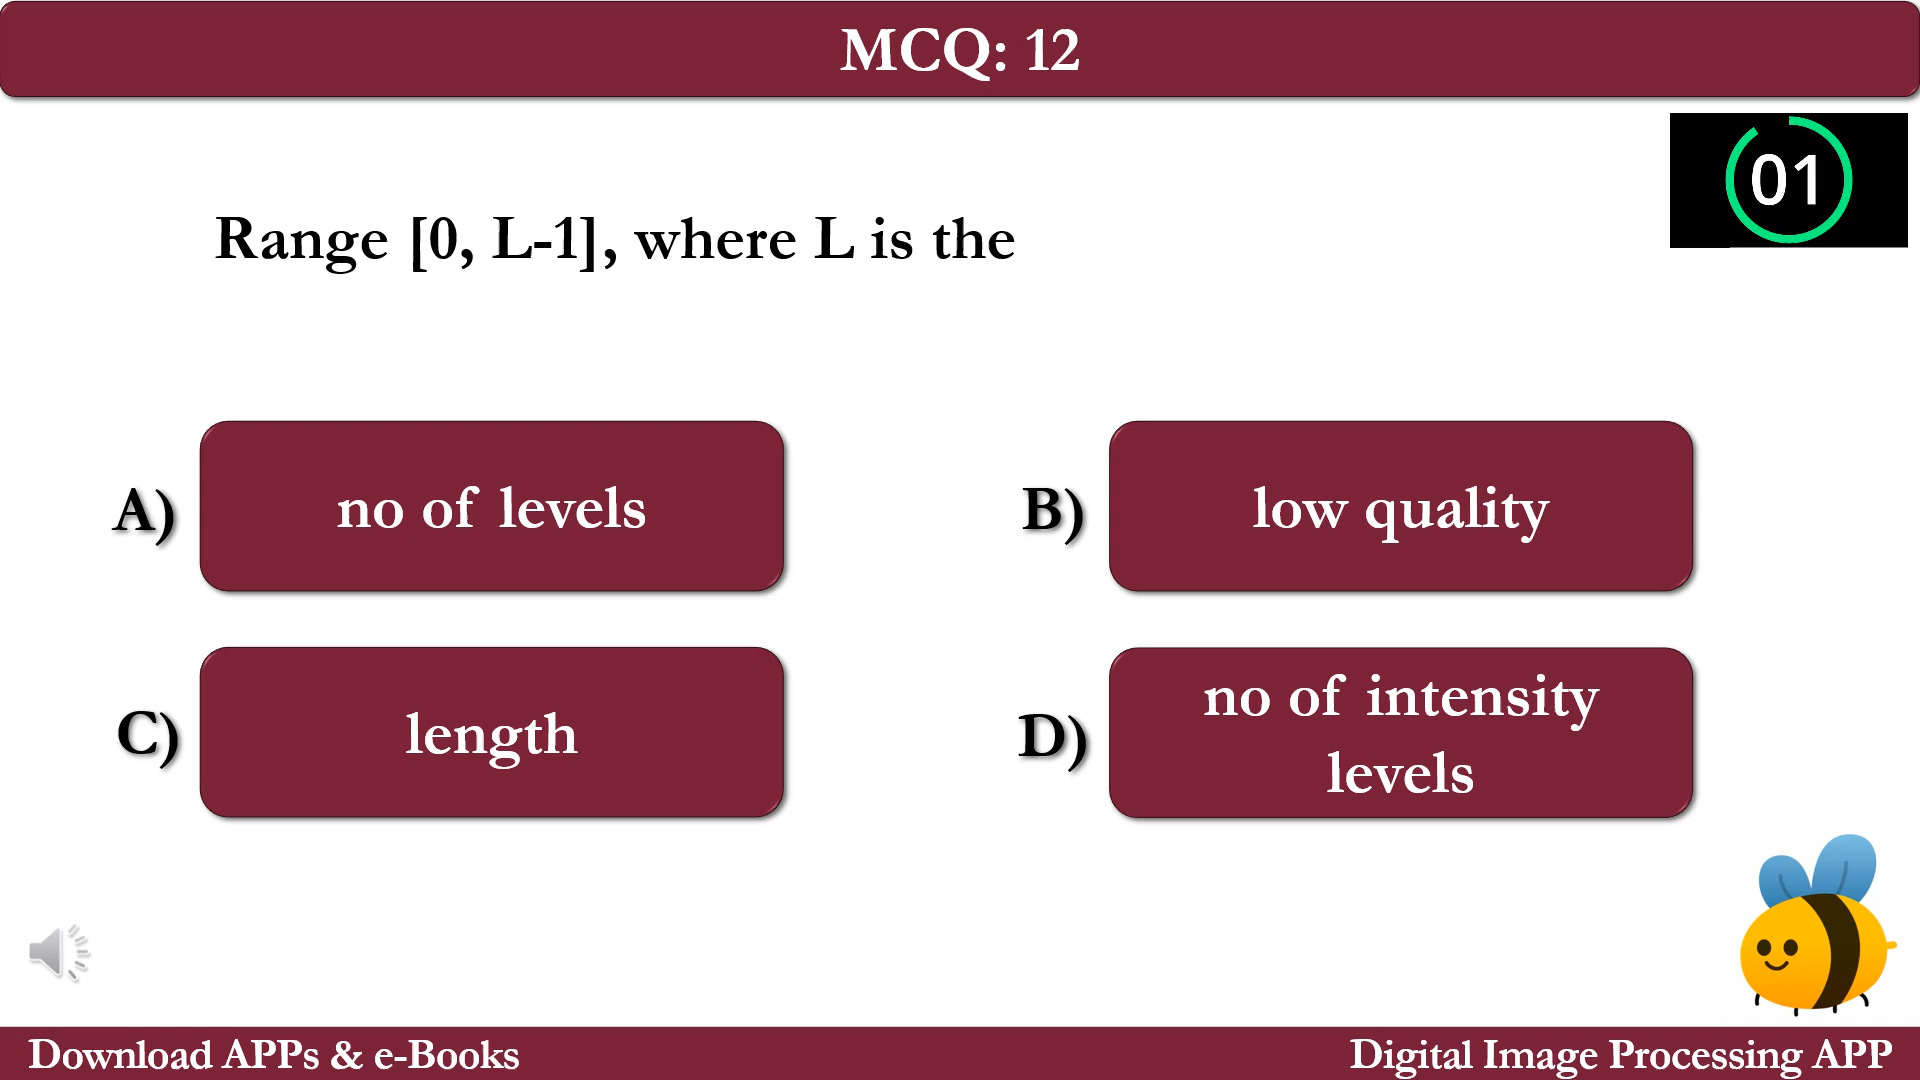 MCQ: 12
01
Range [0, L-1], where L is the
A) no of levels
B) low quality
C) length
D) no of intensity
levels
Download APPs & e-Books
Digital Image Processing APP